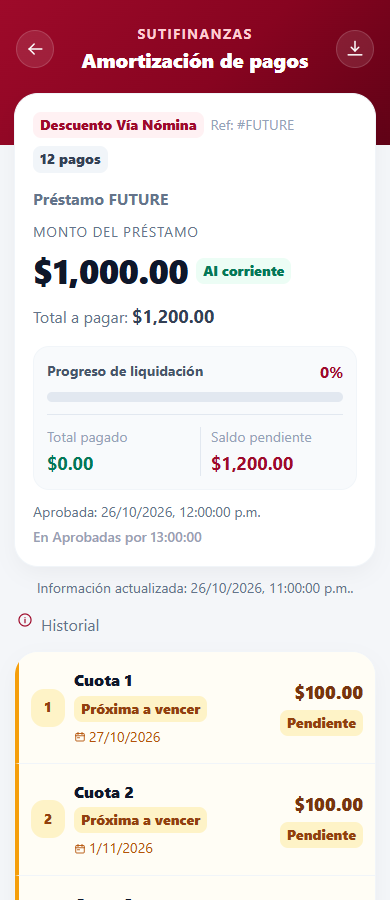 SUTIFINANZAS
Amortización de pagos
Descuento Vía Nómina Ref: #FUTURE
12 pagos
Préstamo FUTURE
MONTO DEL PRÉSTAMO
$1,000.00 Al corriente
Total a pagar: $1,200.00
Progreso de liquidación 0%
Total pagado Saldo pendiente
$0.00 $1,200.00
Aprobada: 26/10/2026, 12:00:00 p.m.
En Aprobadas por 13:00:00
Información actualizada: 26/10/2026, 11:00:00 p.m..
Historial
1 Cuota 1 $100.00
Próxima a vencer Pendiente
27/10/2026
2 Cuota 2 $100.00
Próxima a vencer Pendiente
1/11/2026